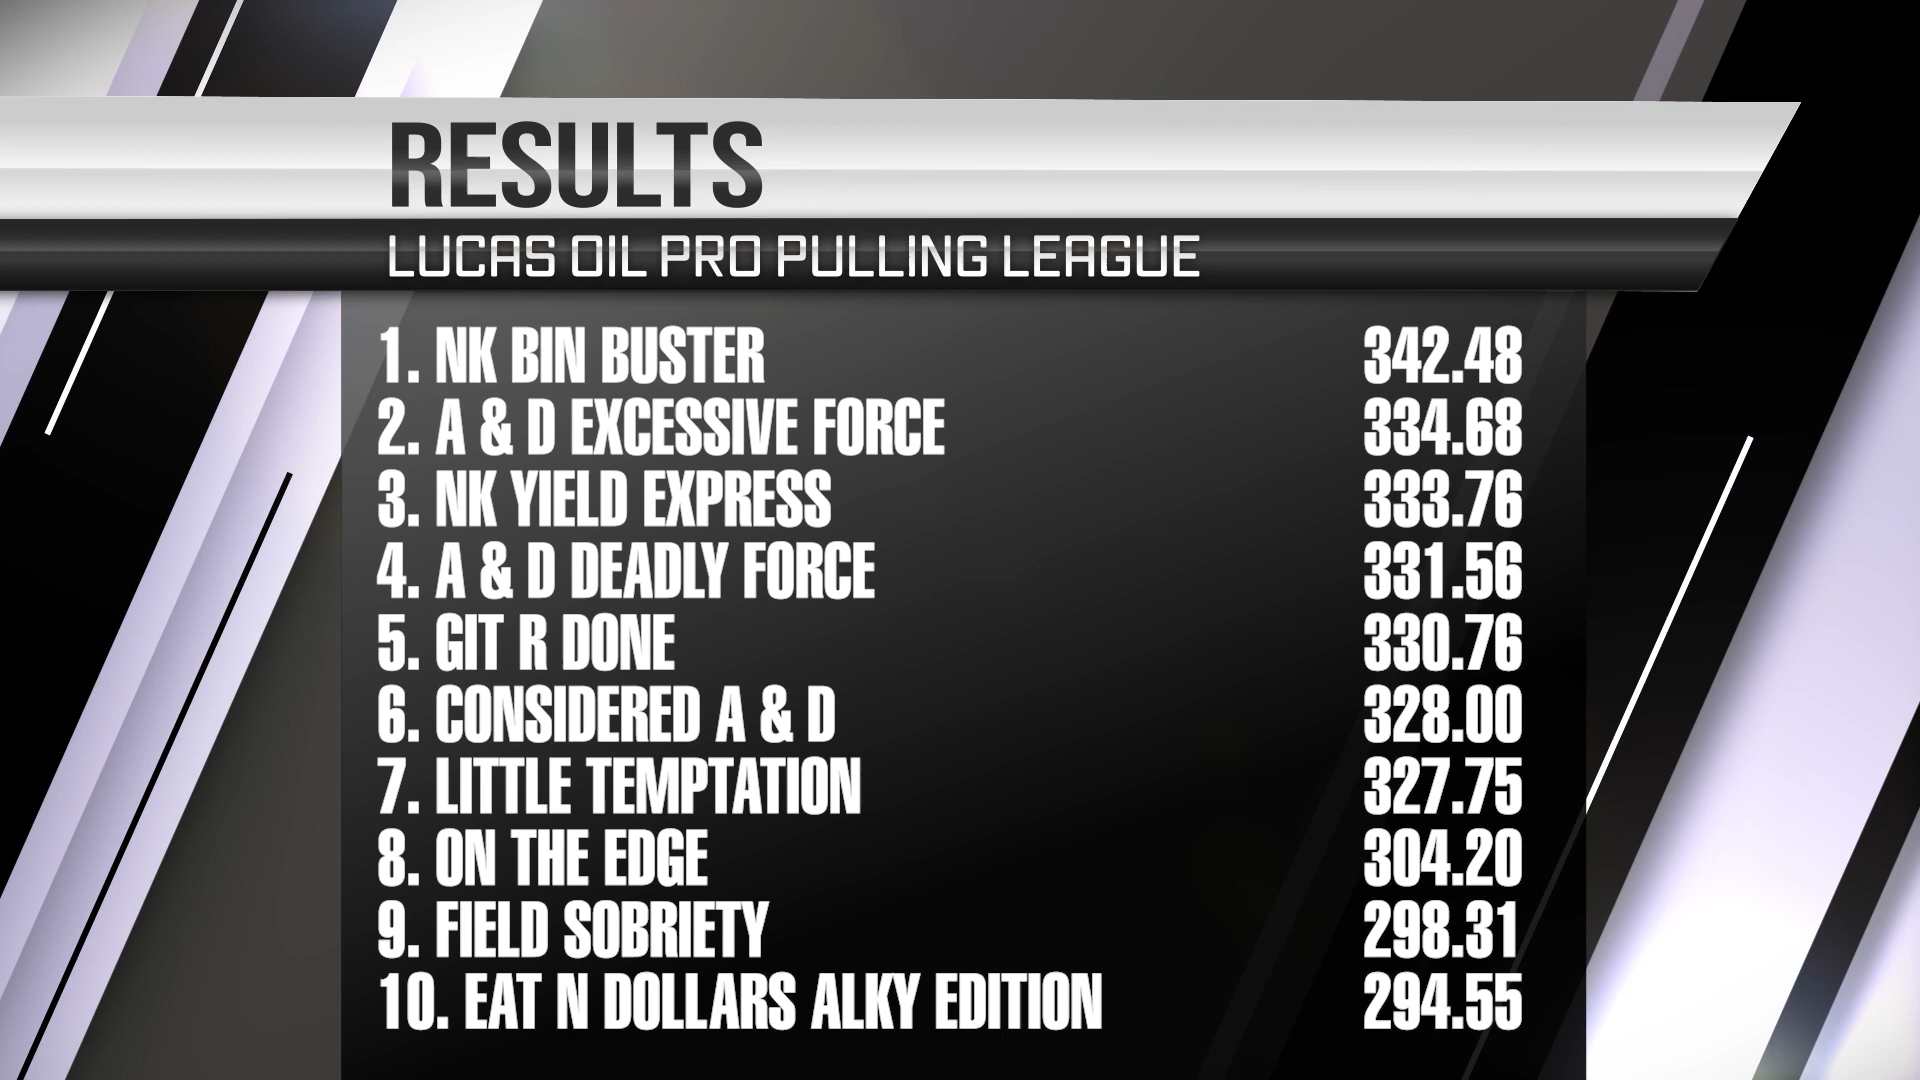 RESULTS
LUCAS OIL PRO PULLING LEAGUE
1. NK BIN BUSTER 342.48
2. A & D EXCESSIVE FORCE 334.68
3. NK YIELD EXPRESS 333.76
4. A & D DEADLY FORCE 331.56
5. GIT R DONE 330.76
6. CONSIDERED A & D 328.00
7. LITTLE TEMPTATION 327.75
8. ON THE EDGE 304.20
9. FIELD SOBRIETY 298.31
10. EAT N DOLLARS ALKY EDITION 294.55